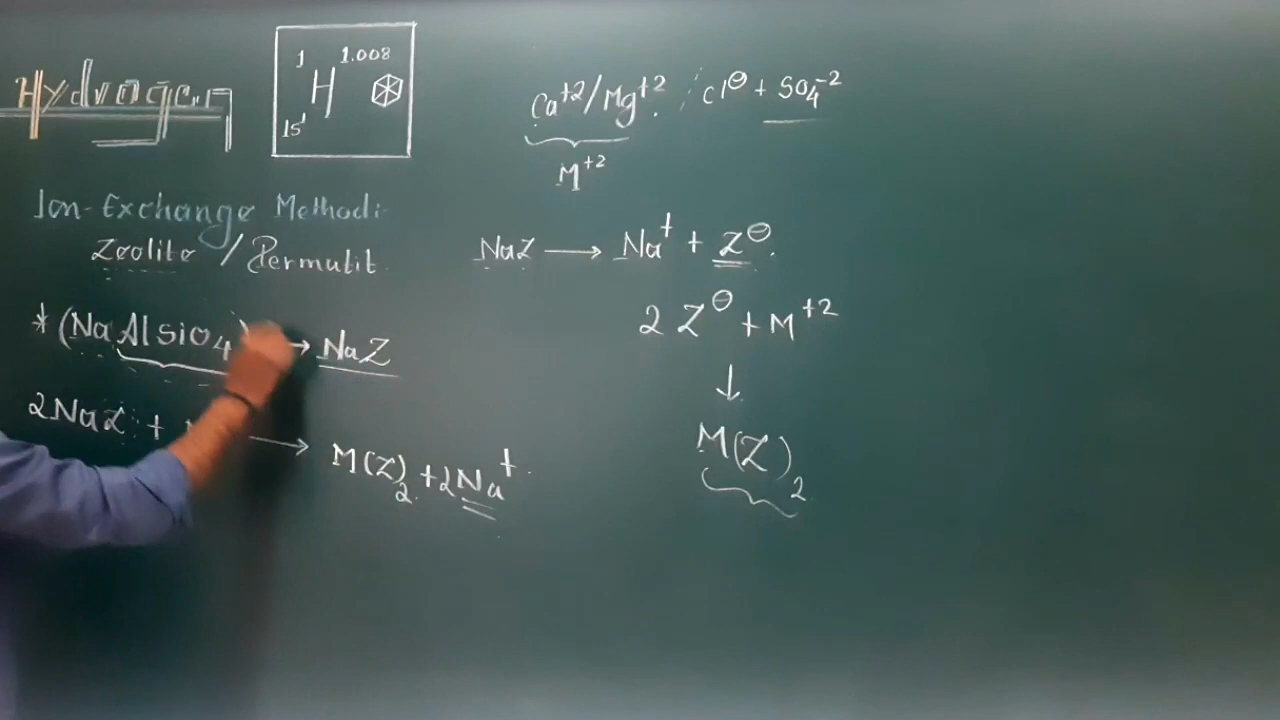 Hydrogen
1 1.008
H
1s¹
Ca⁺²/Mg⁺² Cl⊖ + SO₄⁻²
M⁺²
Ion-Exchange Method:-
Zeolite / Permutit
NaZ → Na⁺ + Z⊖.
* (NaAlSiO₄) → NaZ
2 Z⊖ + M⁺²
↓
2NaZ + → M(Z)₂ + 2Na⁺
M(Z)₂